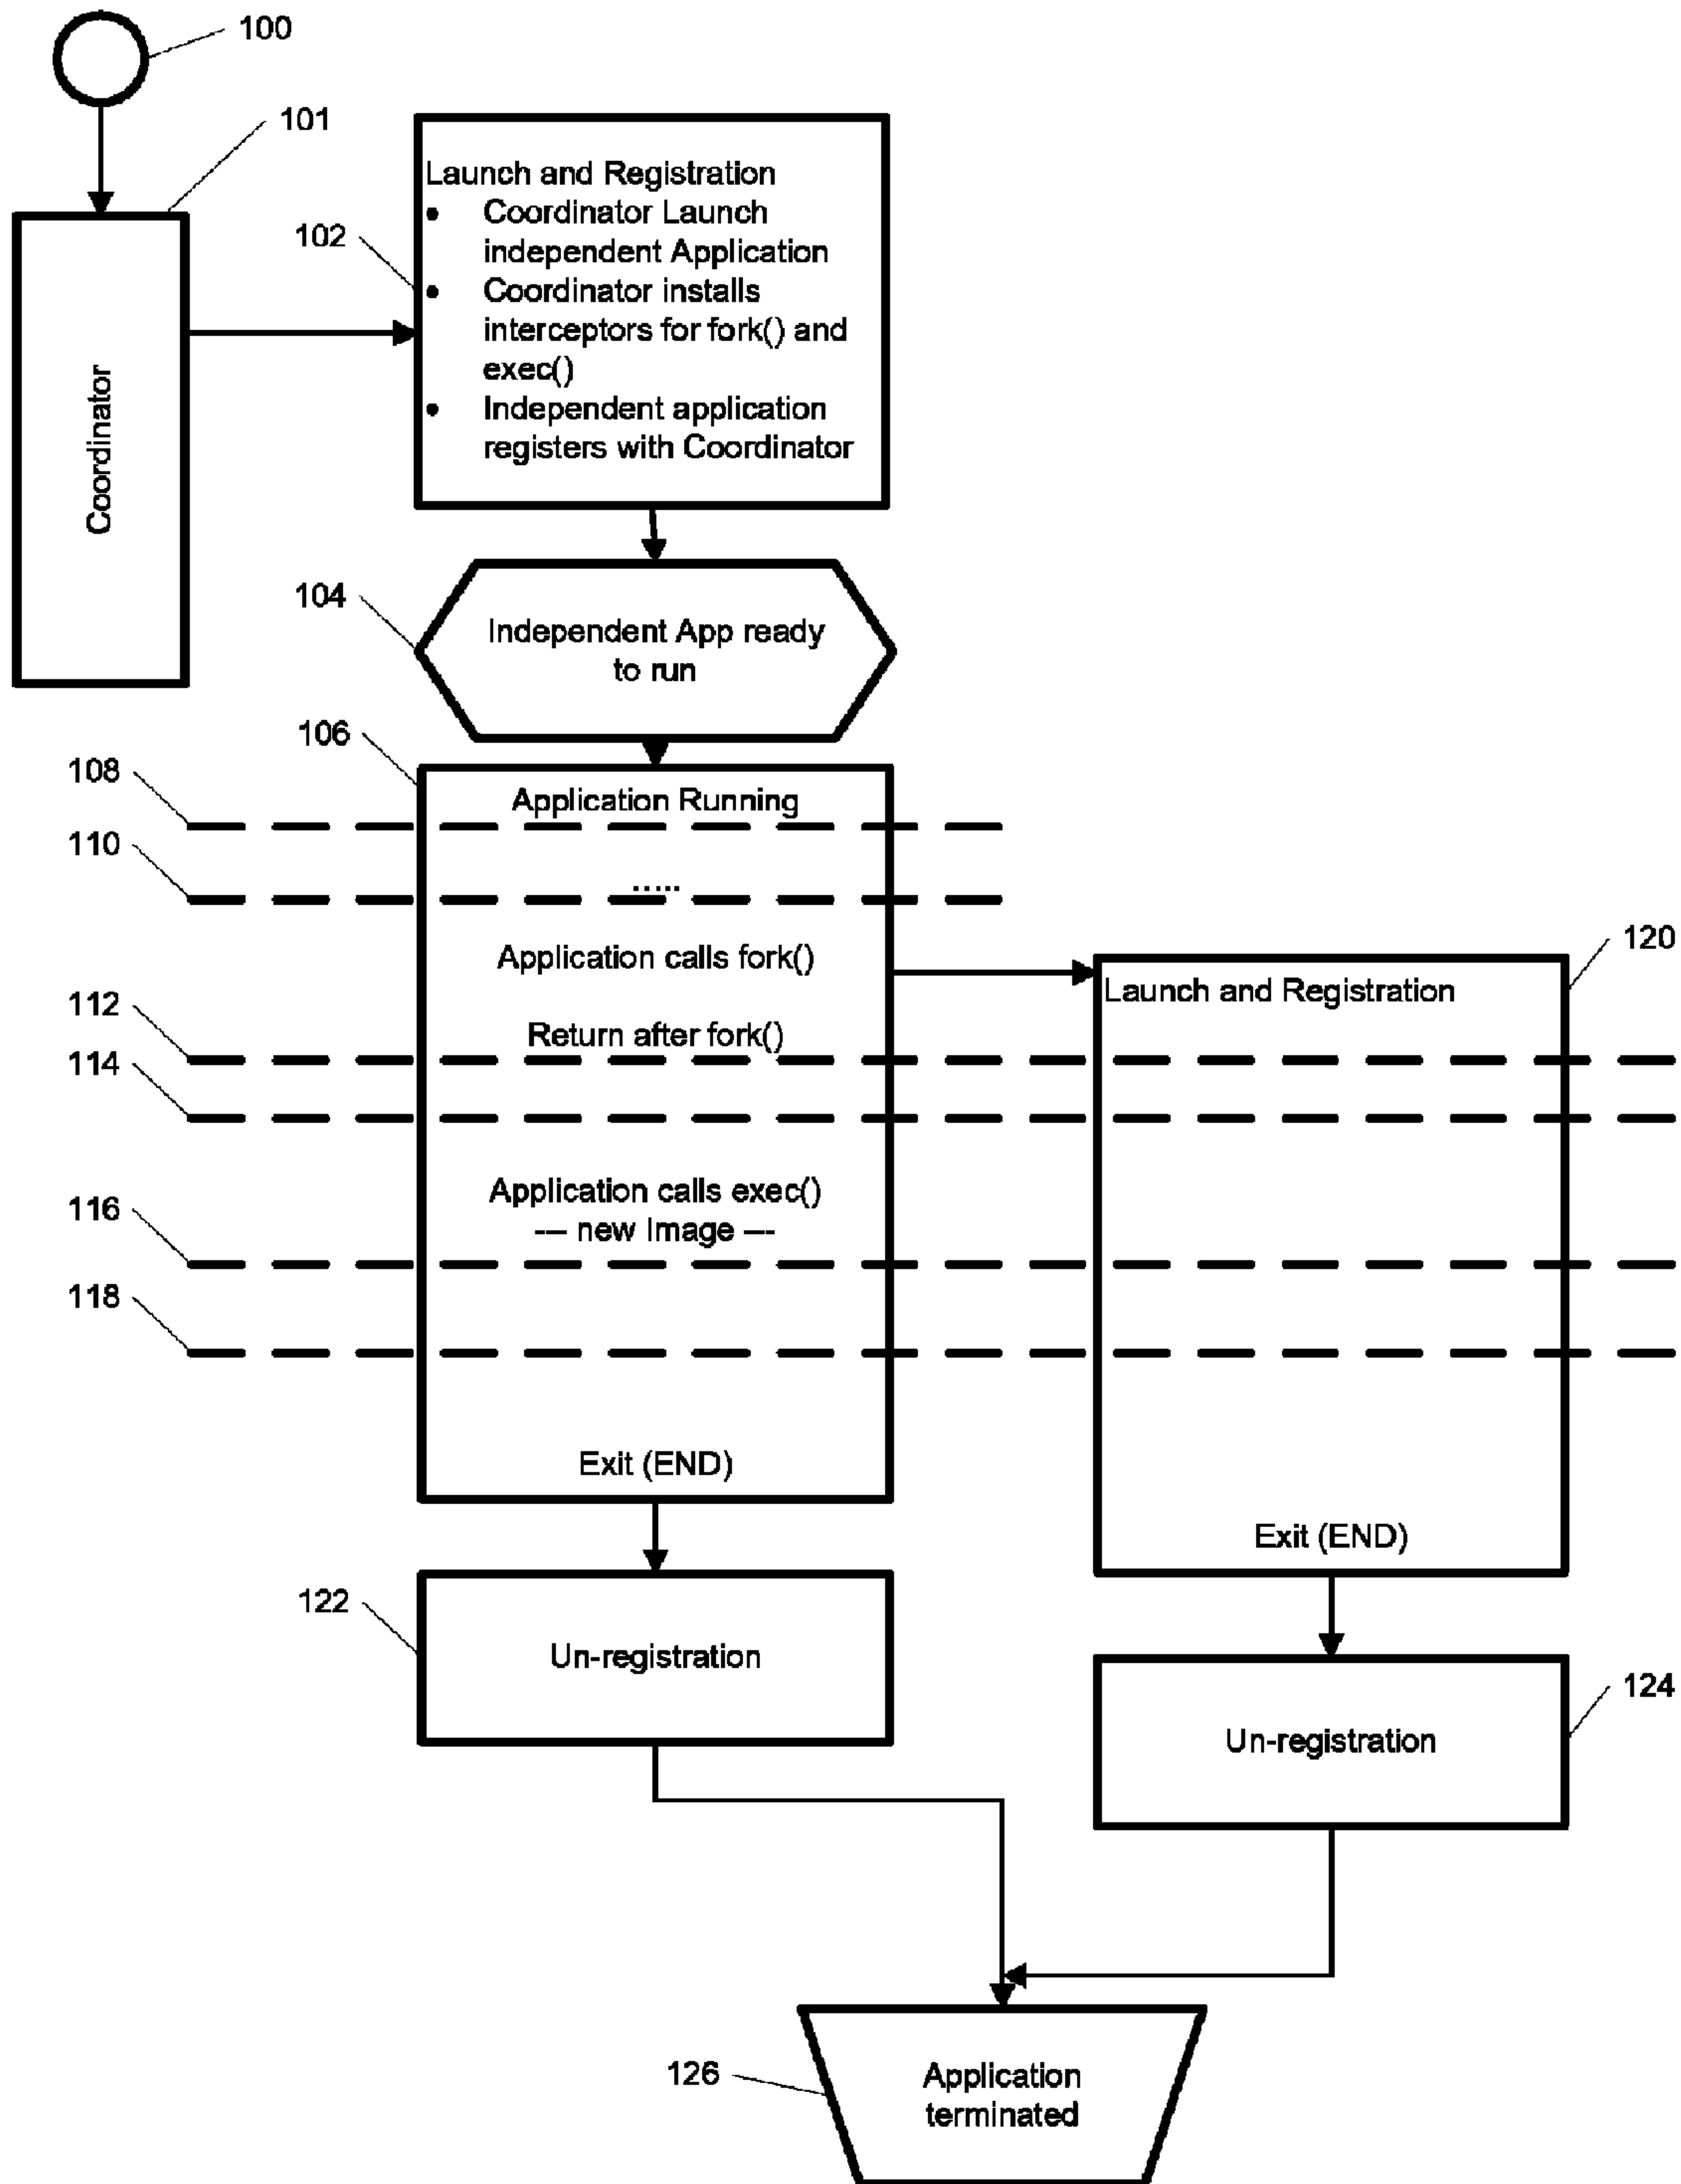 100
101
Coordinator
102
Launch and Registration
• Coordinator Launch
independent Application
• Coordinator installs
interceptors for fork() and
exec()
• Independent application
registers with Coordinator
104
Independent App ready
to run
106
108
Application Running
110
.....
Application calls fork()
120
Launch and Registration
112
Return after fork()
114
Application calls exec()
116
--- new Image ---
118
Exit (END)
Exit (END)
122
Un-registration
124
Un-registration
126
Application
terminated